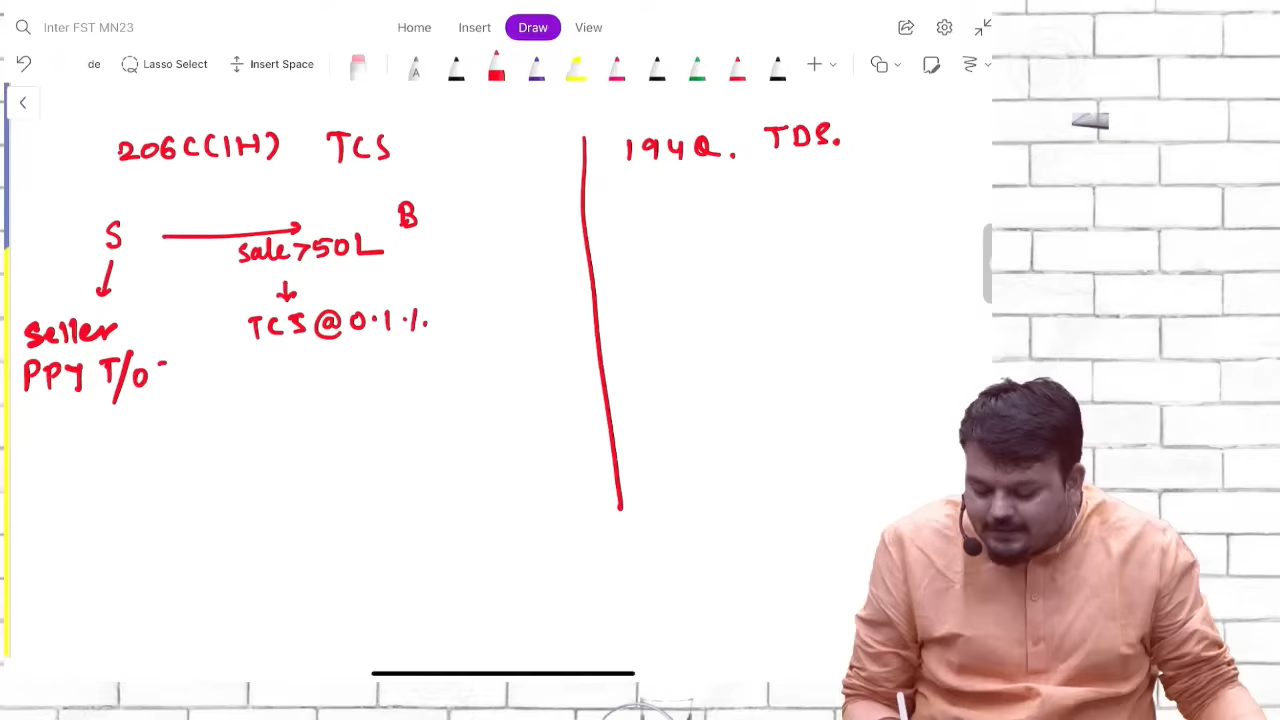 Inter FST MN23
Home Insert Draw View
de Lasso Select Insert Space
A
206C(1H) TCS
194Q. TDS.
S B
sale>50L
TCS@0.1%.
Seller
PPY T/O